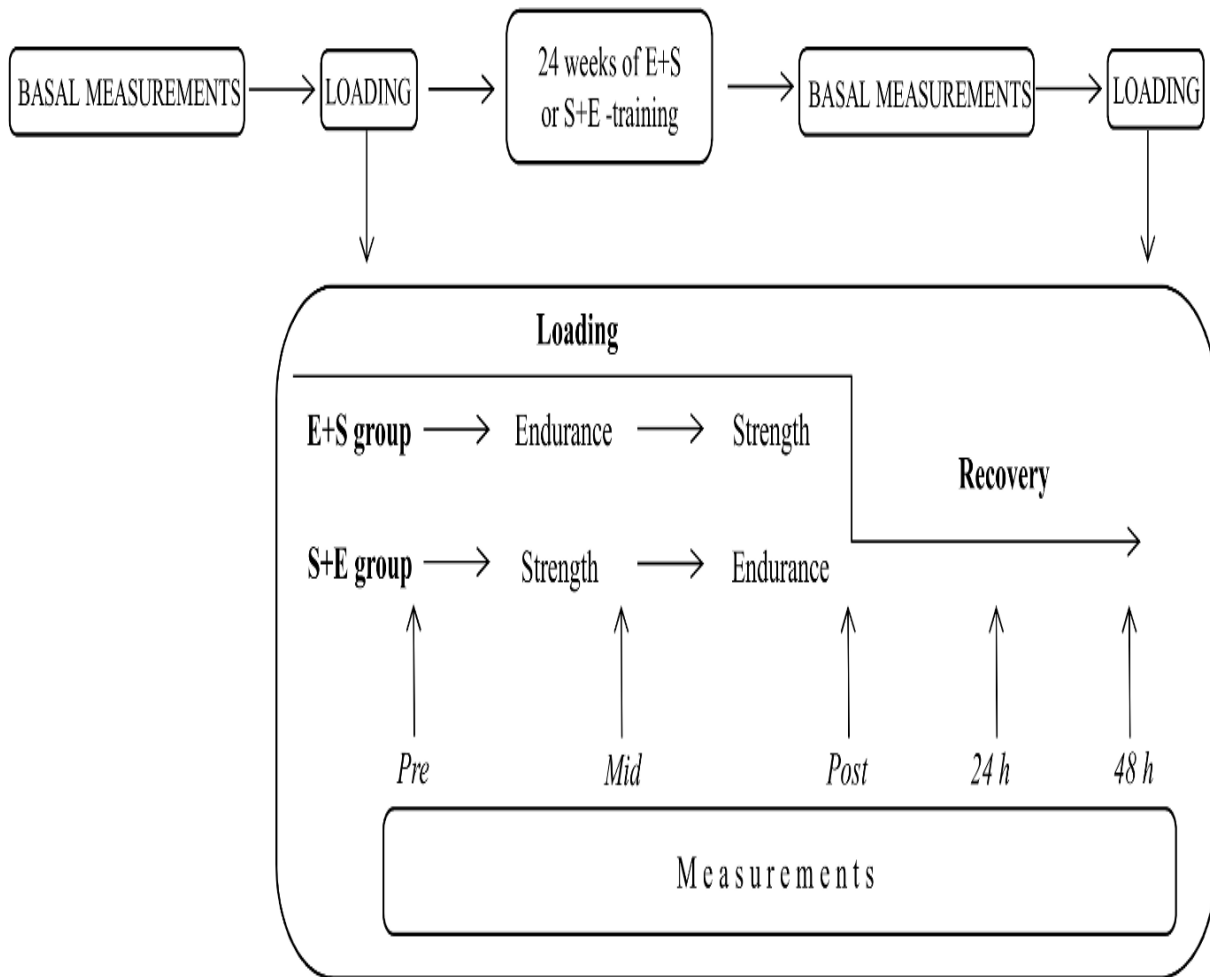 BASAL MEASUREMENTS
LOADING
24 weeks of E+S
or S+E -training
BASAL MEASUREMENTS
LOADING
Loading
E+S group
Endurance
Strength
Recovery
S+E group
Strength
Endurance
Pre
Mid
Post
24 h
48 h
Measurements